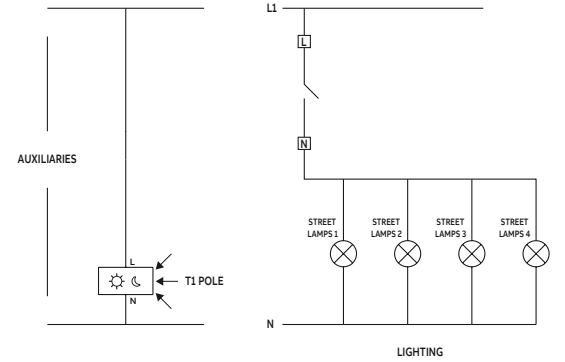 L1
L
N
AUXILIARIES
STREET
LAMPS 1
STREET
LAMPS 2
STREET
LAMPS 3
STREET
LAMPS 4
L
T1 POLE
N
N
LIGHTING